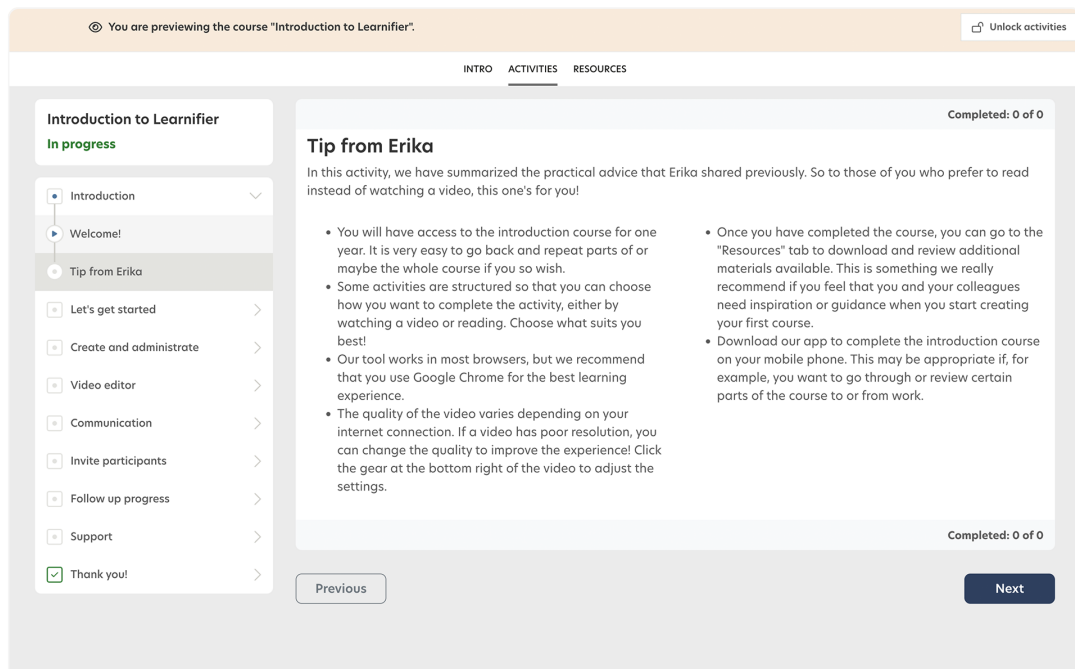 You are previewing the course "Introduction to Learnifier".
Unlock activities
INTRO ACTIVITIES RESOURCES
Introduction to Learnifier
In progress
Introduction
Welcome!
Tip from Erika
Let's get started
Create and administrate
Video editor
Communication
Invite participants
Follow up progress
Support
Thank you!
Completed: 0 of 0
Tip from Erika
In this activity, we have summarized the practical advice that Erika shared previously. So to those of you who prefer to read
instead of watching a video, this one's for you!
• You will have access to the introduction course for one
year. It is very easy to go back and repeat parts of or
maybe the whole course if you so wish.
• Some activities are structured so that you can choose
how you want to complete the activity, either by
watching a video or reading. Choose what suits you
best!
• Our tool works in most browsers, but we recommend
that you use Google Chrome for the best learning
experience.
• The quality of the video varies depending on your
internet connection. If a video has poor resolution, you
can change the quality to improve the experience! Click
the gear at the bottom right of the video to adjust the
settings.
• Once you have completed the course, you can go to the
"Resources" tab to download and review additional
materials available. This is something we really
recommend if you feel that you and your colleagues
need inspiration or guidance when you start creating
your first course.
• Download our app to complete the introduction course
on your mobile phone. This may be appropriate if, for
example, you want to go through or review certain
parts of the course to or from work.
Completed: 0 of 0
Previous
Next